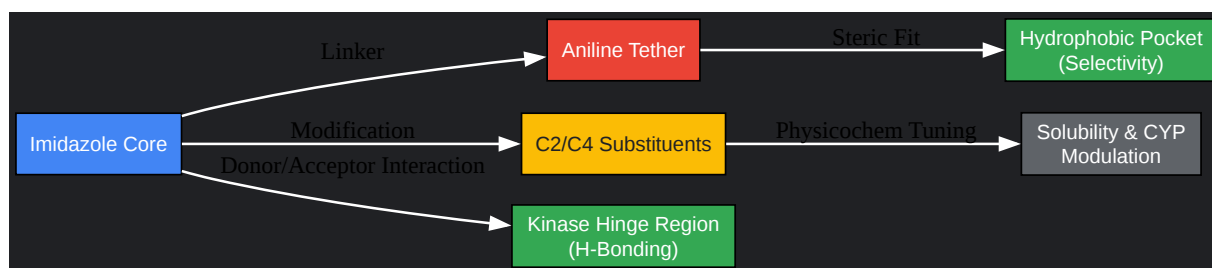 Linker
Aniline Tether
Steric Fit
Hydrophobic Pocket
(Selectivity)
Imidazole Core
Modification
C2/C4 Substituents
Physicochem Tuning
Solubility & CYP
Modulation
Donor/Acceptor Interaction
Kinase Hinge Region
(H-Bonding)